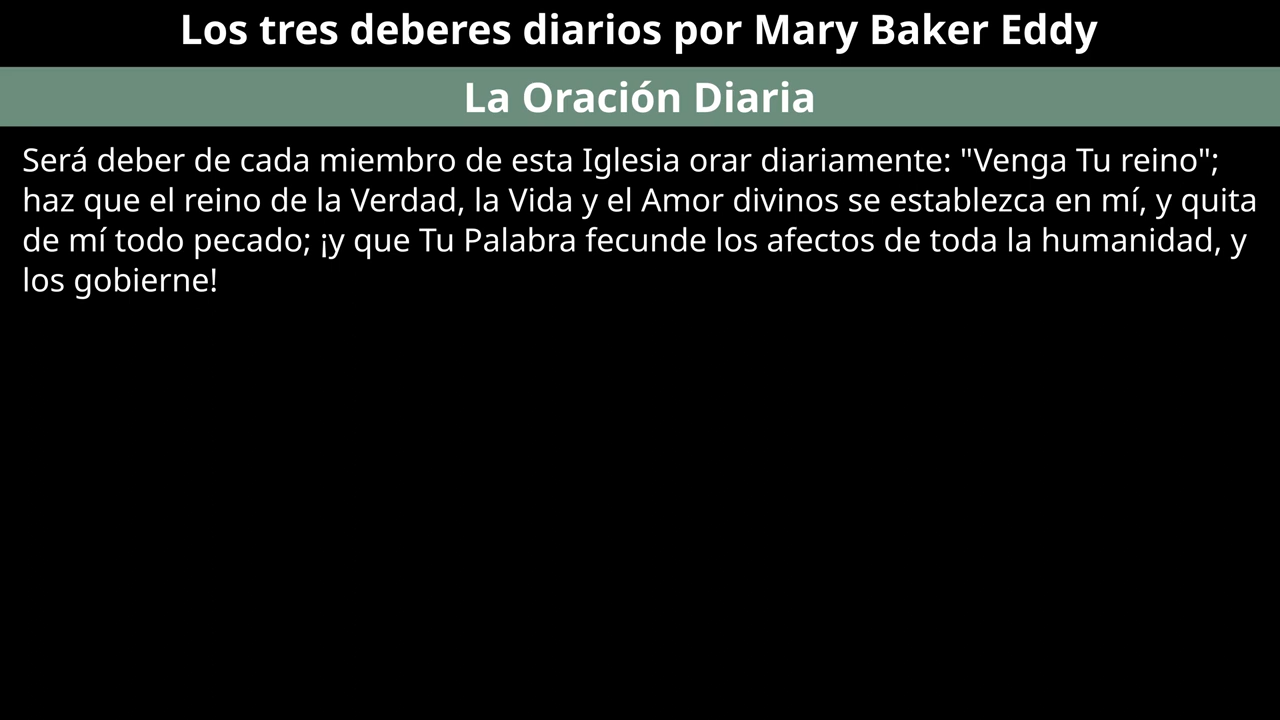 Los tres deberes diarios por Mary Baker Eddy
La Oración Diaria
Será deber de cada miembro de esta Iglesia orar diariamente: "Venga Tu reino";
haz que el reino de la Verdad, la Vida y el Amor divinos se establezca en mí, y quita
de mí todo pecado; ¡y que Tu Palabra fecunde los afectos de toda la humanidad, y
los gobierne!